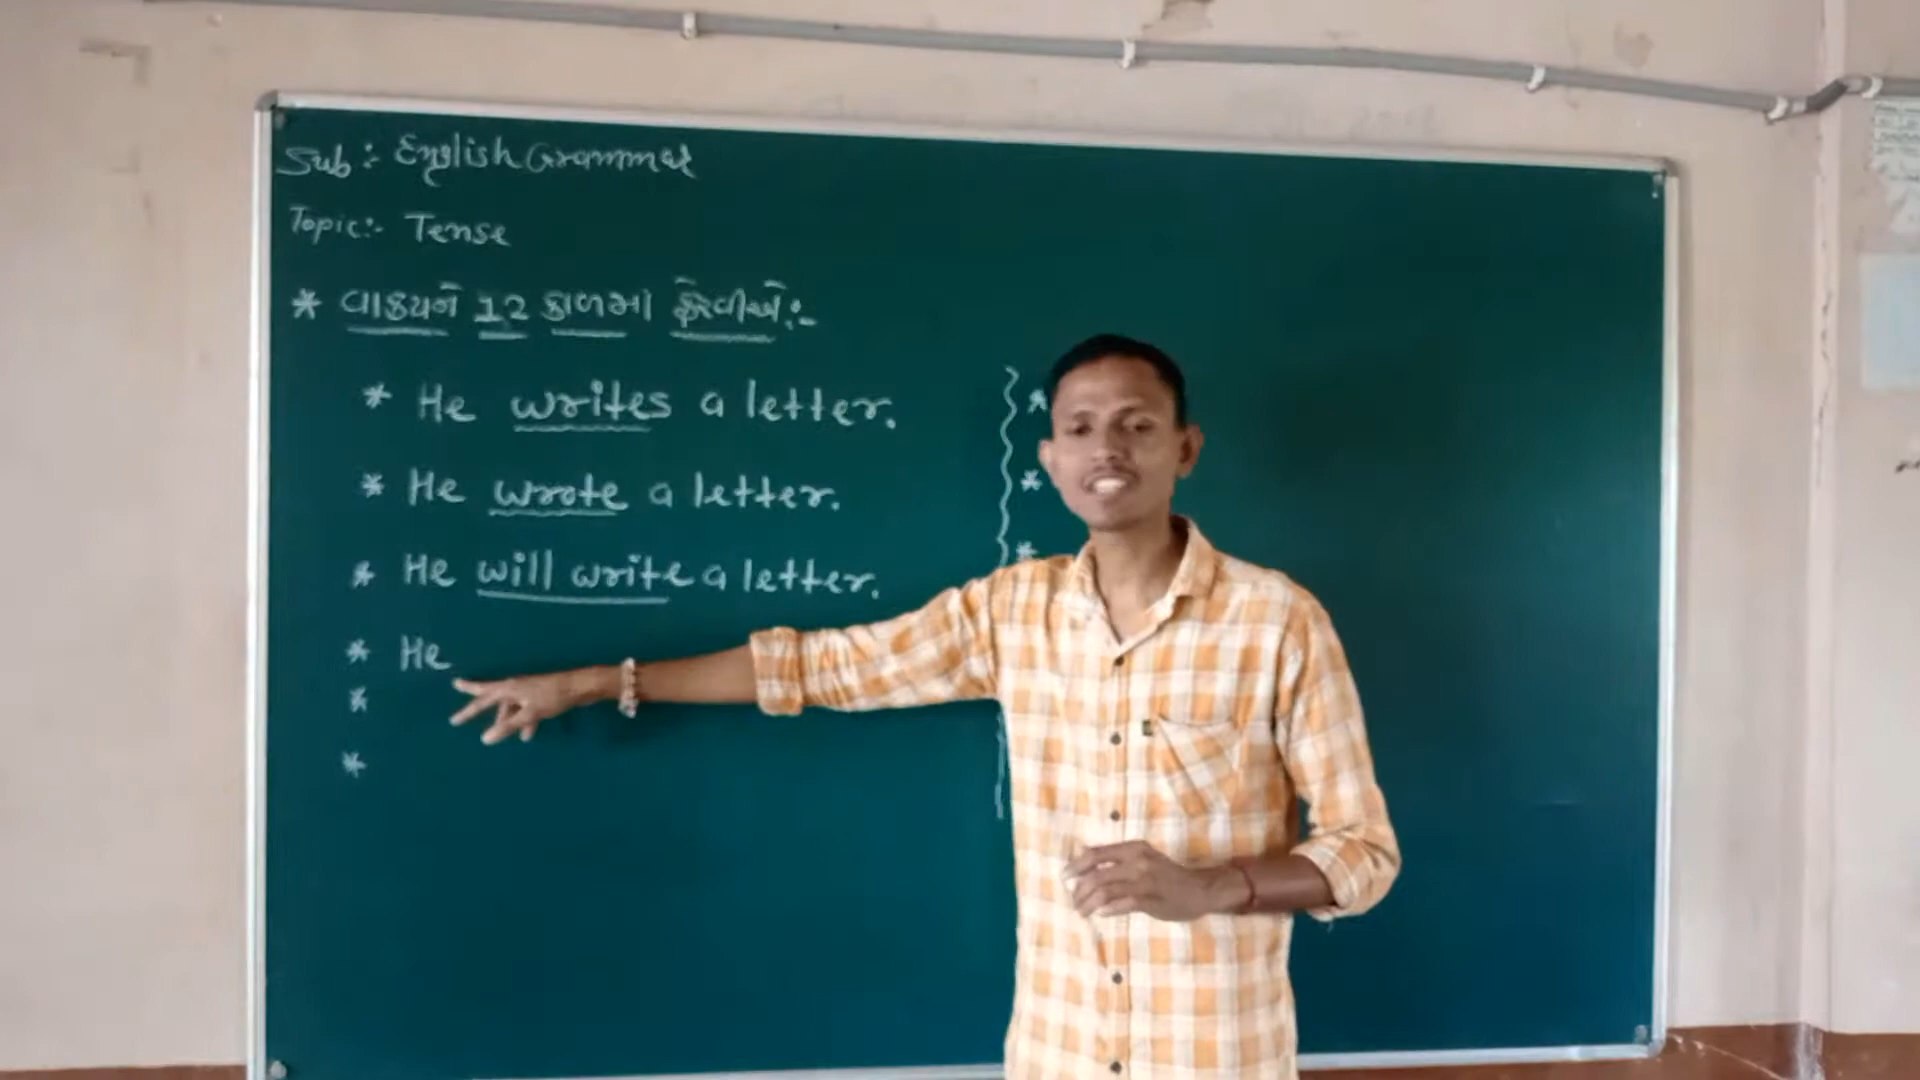 Sub :- English Grammar
Topic:- Tense
* વાક્યને 12 કાળમાં ફેરવીએ :-
* He writes a letter.
* He wrote a letter.
* He will write a letter.
* He
*
*
*
*
*